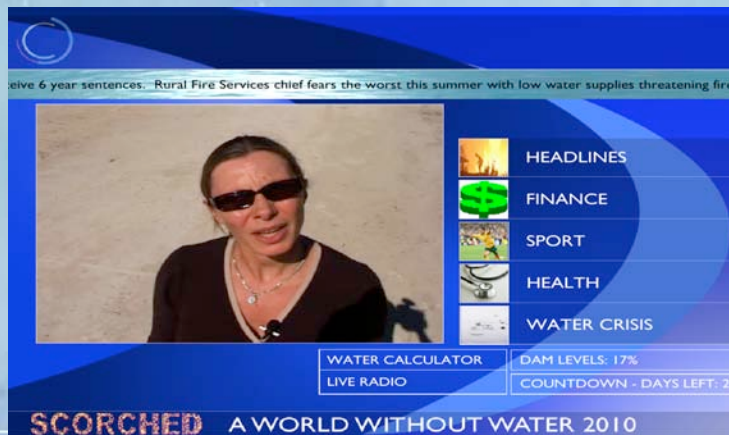 6 year sentences. Rural Fire Services chief fears the worst this summer with low water supplies threatening
HEADLINES
FINANCE
SPORT
HEALTH
WATER CRISIS
WATER CALCULATOR
DAM LEVELS: 17%
LIVE RADIO
COUNTDOWN - DAYS LEFT:
SCORCHED A WORLD WITHOUT WATER 2010